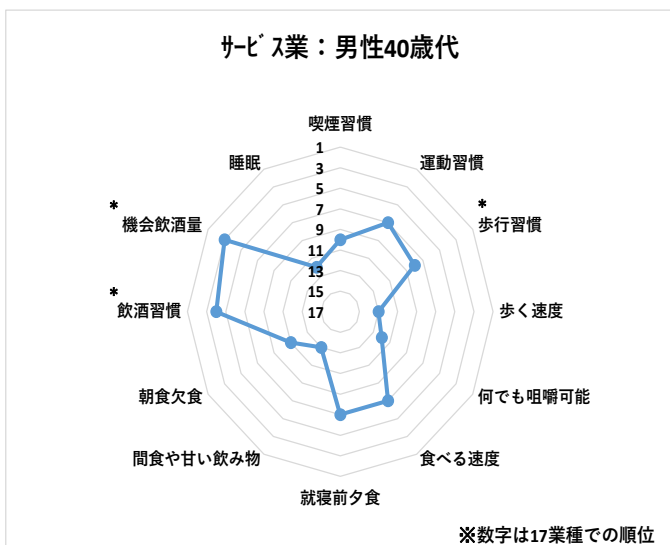 サービス業：男性40歳代
喫煙習慣
1
睡眠
3
運動習慣
5
*
*
機会飲酒量
7
歩行習慣
9
11
*
13
15
飲酒習慣
17
歩く速度
朝食欠食
何でも咀嚼可能
間食や甘い飲み物
食べる速度
就寝前夕食
※数字は17業種での順位